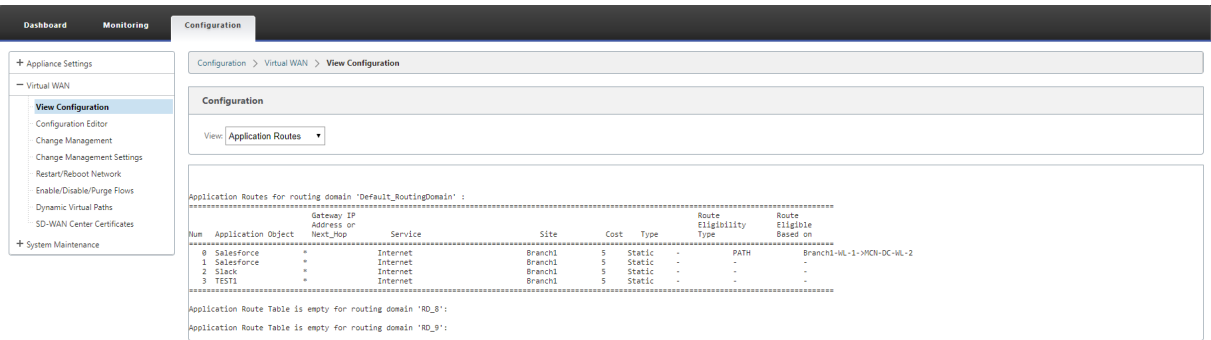 Dashboard Monitoring Configuration
+ Appliance Settings
− Virtual WAN
View Configuration
Configuration Editor
Change Management
Change Management Settings
Restart/Reboot Network
Enable/Disable/Purge Flows
Dynamic Virtual Paths
SD-WAN Center Certificates
+ System Maintenance
Configuration > Virtual WAN > View Configuration
Configuration
View: Application Routes
Application Routes for routing domain 'Default_RoutingDomain' :
Gateway IP Route Route
Address or Eligibility Eligible
Num Application Object Next_Hop Service Site Cost Type Type Based on
0 Salesforce * Internet Branch1 5 Static - PATH Branch1-WL-1->MCN-DC-WL-2
1 Salesforce * Internet Branch1 5 Static - - -
2 Slack * Internet Branch1 5 Static - - -
3 TEST1 * Internet Branch1 5 Static - - -
Application Route Table is empty for routing domain 'RD_8':
Application Route Table is empty for routing domain 'RD_9':